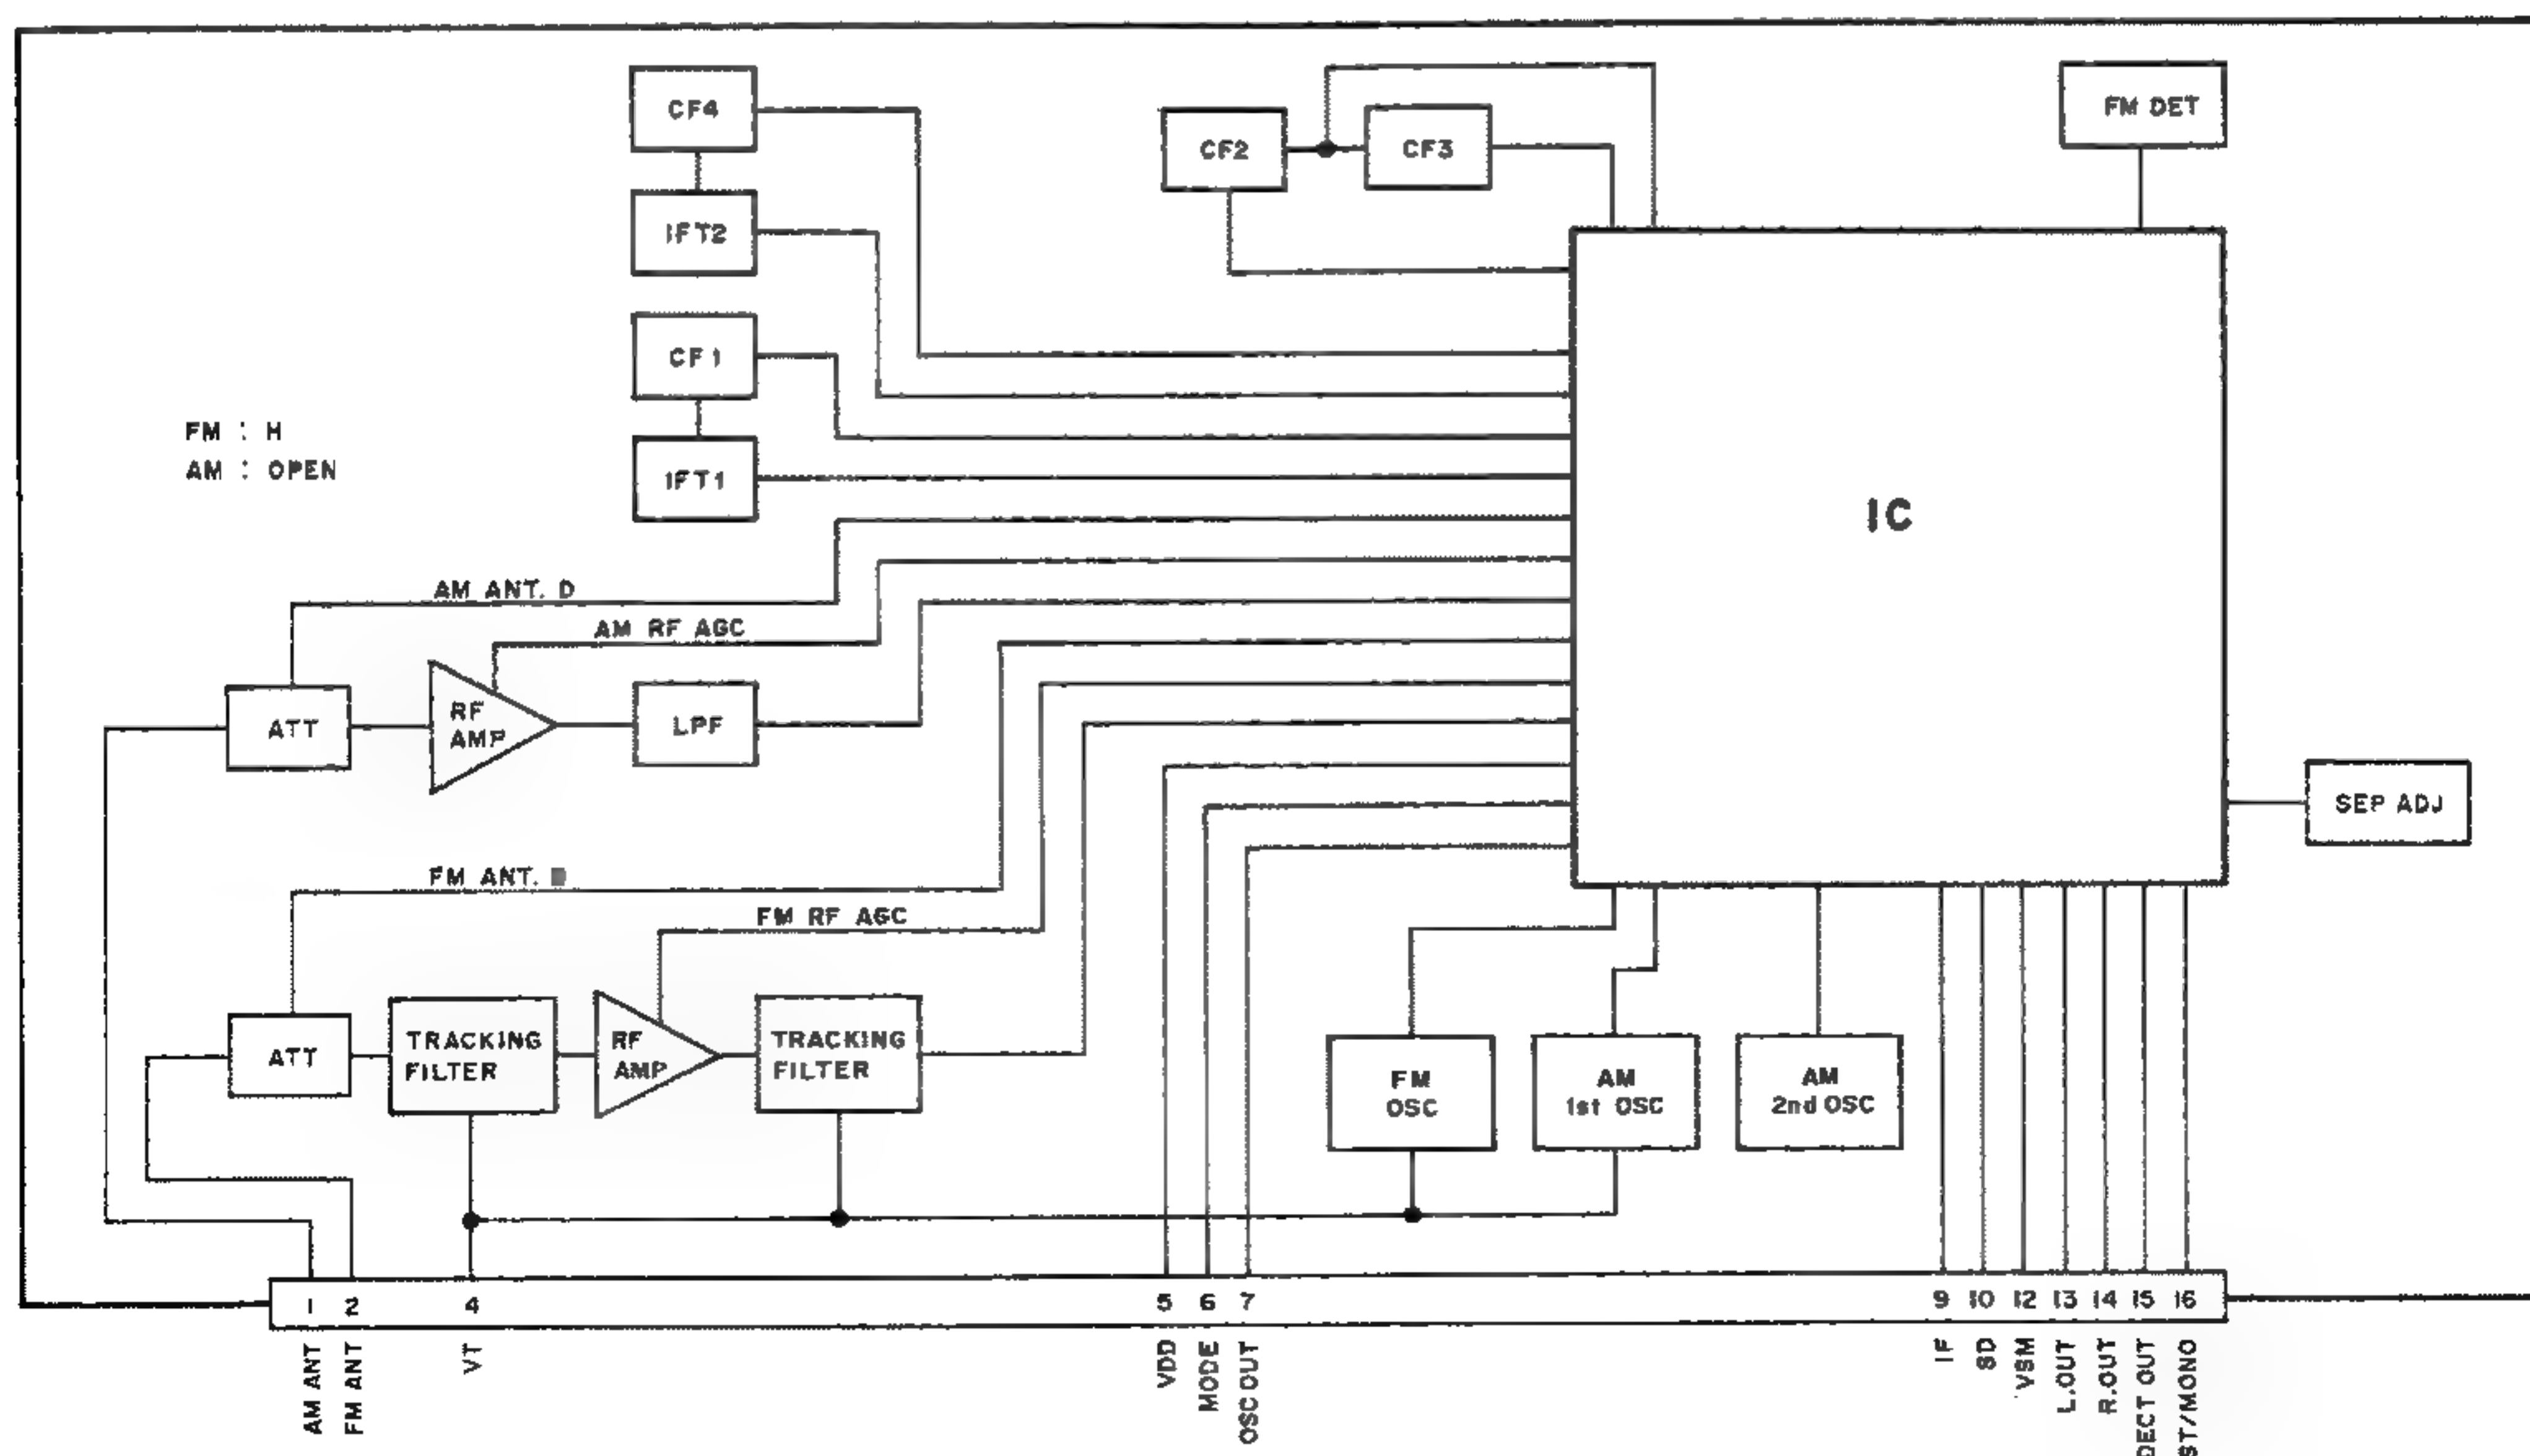 CF4
CF2
CF3
FM DET
IFT2
CF1
FM : H
AM : OPEN
IFT1
IC
AM ANT. D
AM RF AGC
ATT
RF
AMP
LPF
SEP ADJ
FM ANT.
FM RF AGC
ATT
TRACKING
FILTER
RF
AMP
TRACKING
FILTER
FM
OSC
AM
1st OSC
AM
2nd OSC
1 2 4 5 6 7 9 10 12 13 14 15 16
AM ANT
FM ANT
VT
VDD
MODE
OSC OUT
IF
SD
VSM
L.OUT
R.OUT
DECT OUT
ST/MONO